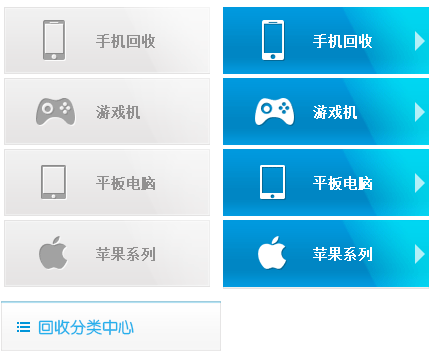 手机回收 手机回收
游戏机 游戏机
平板电脑 平板电脑
苹果系列 苹果系列
回收分类中心